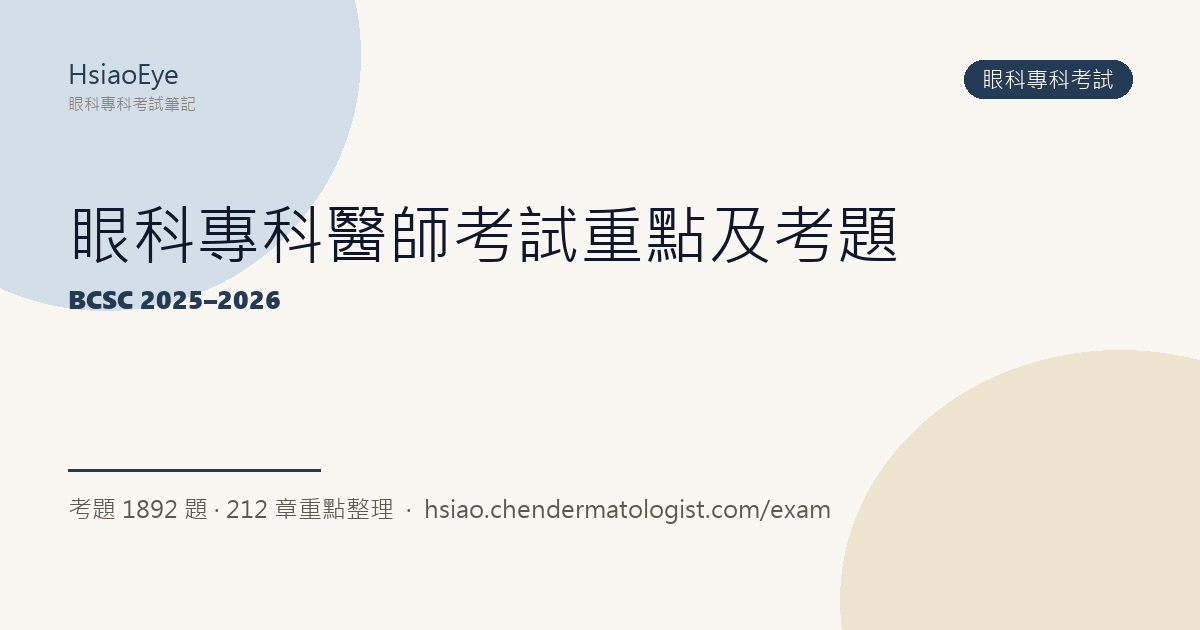 HsiaoEye
眼科專科考試筆記
眼科專科考試
眼科專科醫師考試重點及考題
BCSC 2025–2026
考題 1892 題 · 212 章重點整理 · hsiao.chendermatologist.com/exam